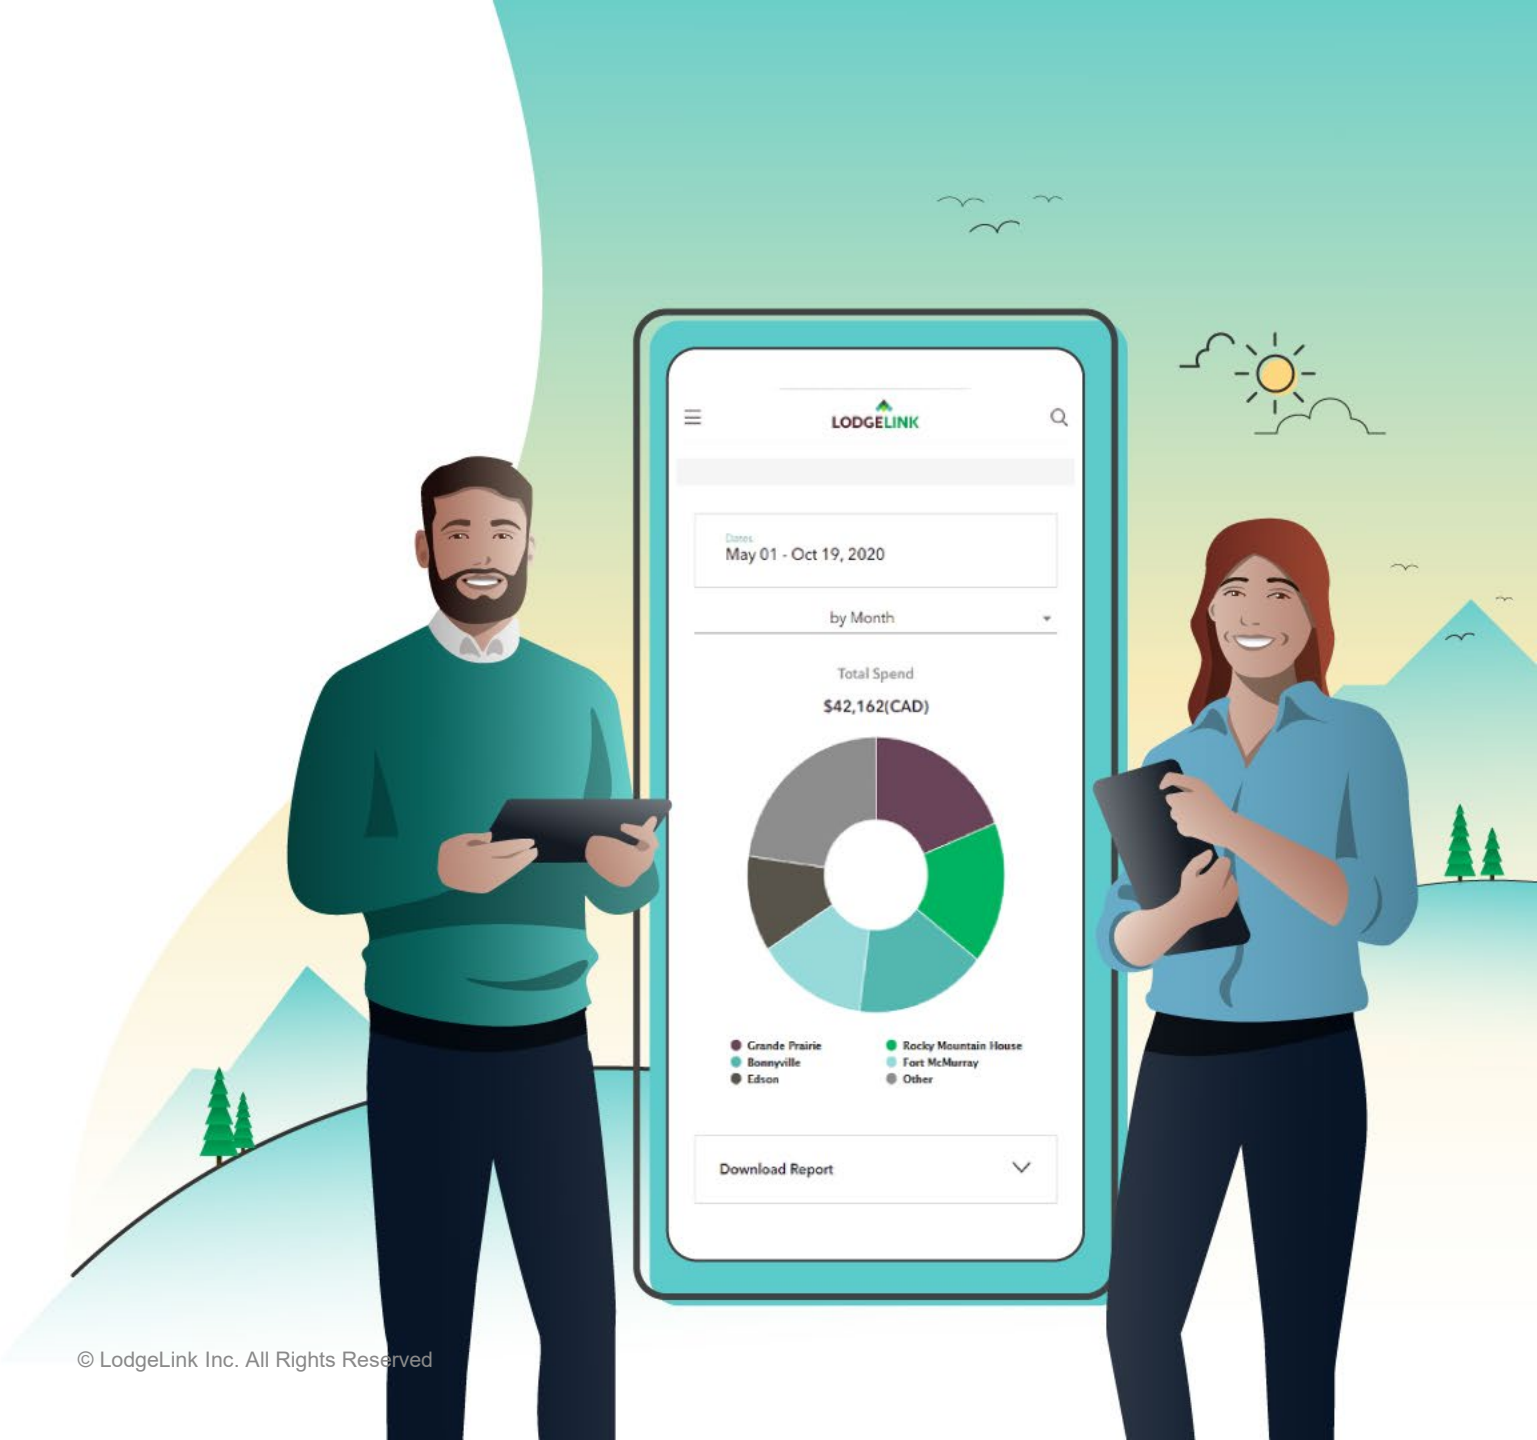 LODGELINK
Dates
May 01 - Oct 19, 2020
by Month
Total Spend
$42,162(CAD)
Grande Prairie
Rocky Mountain House
Bonnyville
Fort McMurray
Edson
Other
Download Report
© LodgeLink Inc. All Rights Reserved